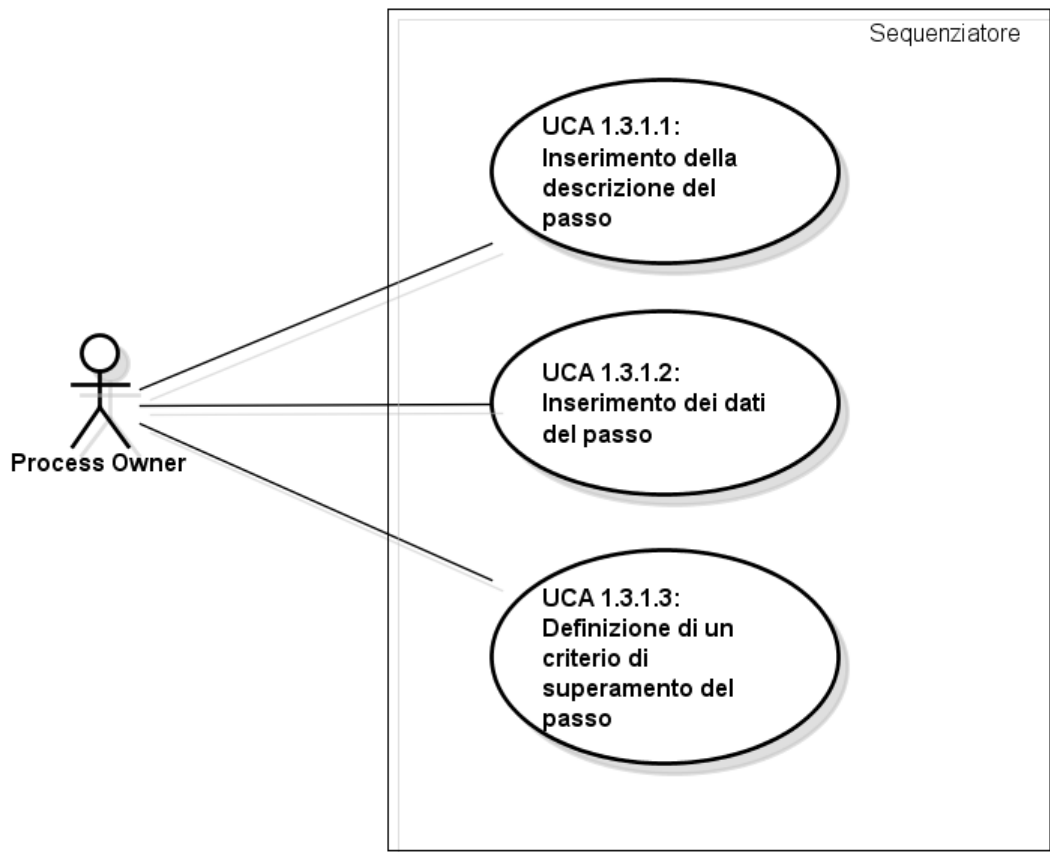 Sequenziatore
UCA 1.3.1.1:
Inserimento della
descrizione del
passo
UCA 1.3.1.2:
Inserimento dei dati
del passo
Process Owner
UCA 1.3.1.3:
Definizione di un
criterio di
superamento del
passo